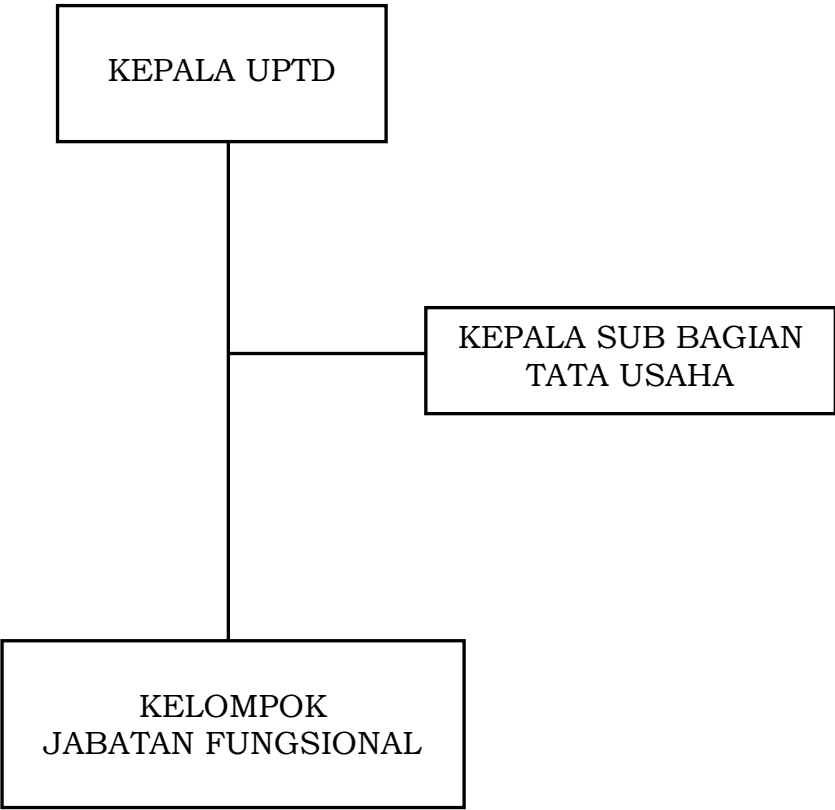 KEPALA UPTD
KEPALA SUB BAGIAN
TATA USAHA
KELOMPOK
JABATAN FUNGSIONAL